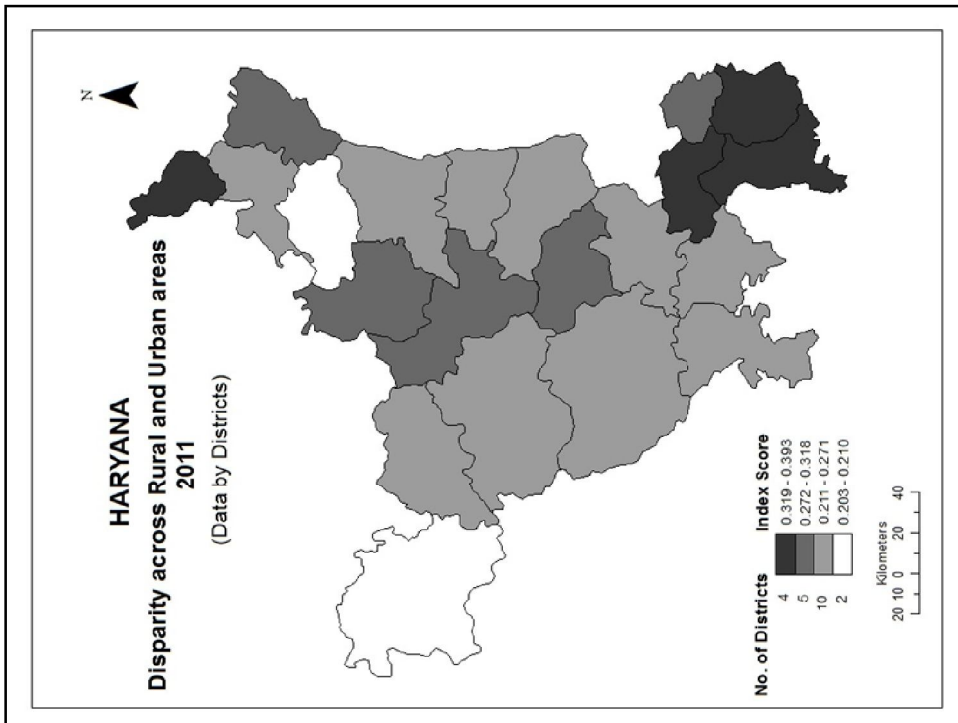 N
HARYANA
Disparity across Rural and Urban areas
2011
(Data by Districts)
No. of Districts Index Score
4 0.319 - 0.393
5 0.272 - 0.318
10 0.211 - 0.271
2 0.203 - 0.210
20 10 0 20 40
Kilometers